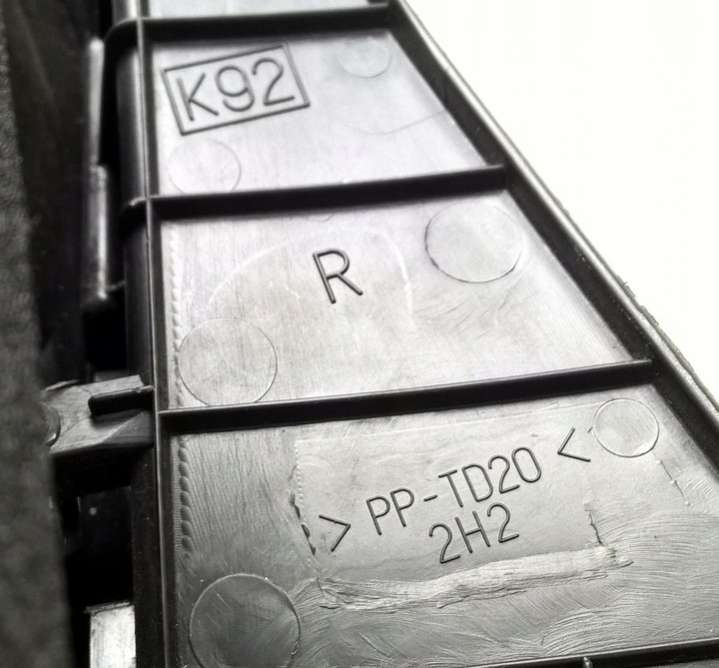 K92
R
> PP-TD20 <
2H2